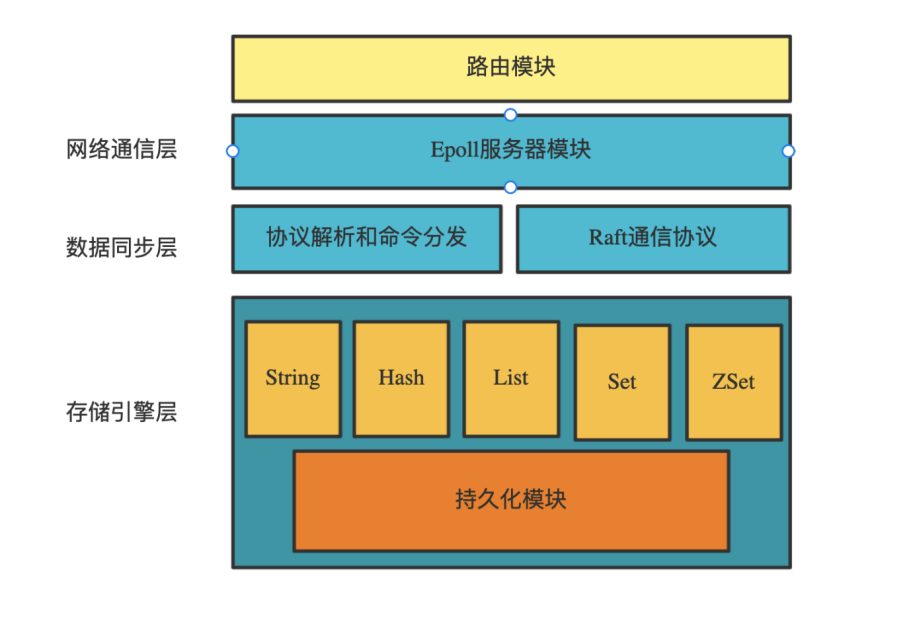 路由模块
网络通信层
Epoll服务器模块
数据同步层
协议解析和命令分发
Raft通信协议
存储引擎层
String
Hash
List
Set
ZSet
持久化模块